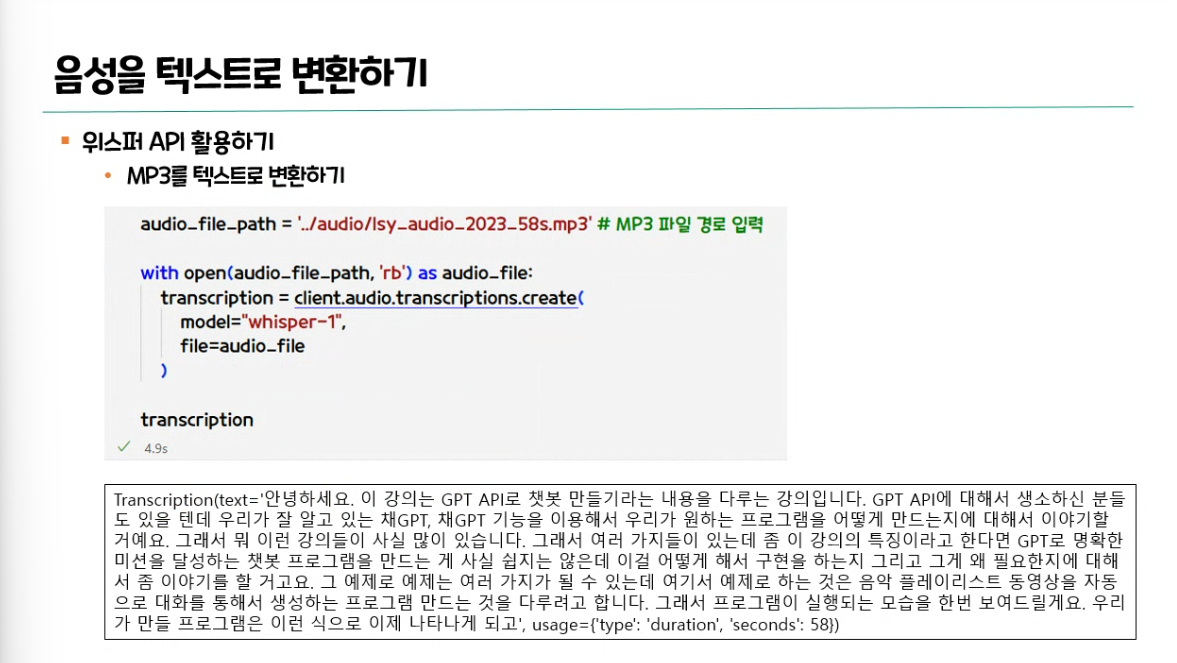 음성을 텍스트로 변환하기
위스퍼 API 활용하기
MP3를 텍스트로 변환하기
audio_file_path = '../audio/lsy_audio_2023_58s.mp3' # MP3 파일 경로 입력
with open(audio_file_path, 'rb') as audio_file:
transcription = client.audio.transcriptions.create(
model="whisper-1",
file=audio_file
)
transcription
4.9s
Transcription(text='안녕하세요. 이 강의는 GPT API로 챗봇 만들기라는 내용을 다루는 강의입니다. GPT API에 대해서 생소하신 분들
도 있을 텐데 우리가 잘 알고 있는 채GPT, 채GPT 기능을 이용해서 우리가 원하는 프로그램을 어떻게 만드는지에 대해서 이야기할
거예요. 그래서 뭐 이런 강의들이 사실 많이 있습니다. 그래서 여러 가지들이 있는데 좀 이 강의의 특징이라고 한다면 GPT로 명확한
미션을 달성하는 챗봇 프로그램을 만드는 게 사실 쉽지는 않은데 이걸 어떻게 해서 구현을 하는지 그리고 그게 왜 필요한지에 대해
서 좀 이야기를 할 거고요. 그 예제로 예제는 여러 가지가 될 수 있는데 여기서 예제로 하는 것은 음악 플레이리스트 동영상을 자동
으로 대화를 통해서 생성하는 프로그램 만드는 것을 다루려고 합니다. 그래서 프로그램이 실행되는 모습을 한번 보여드릴게요. 우리
가 만들 프로그램은 이런 식으로 이제 나타나게 되고', usage={'type': 'duration', 'seconds': 58})